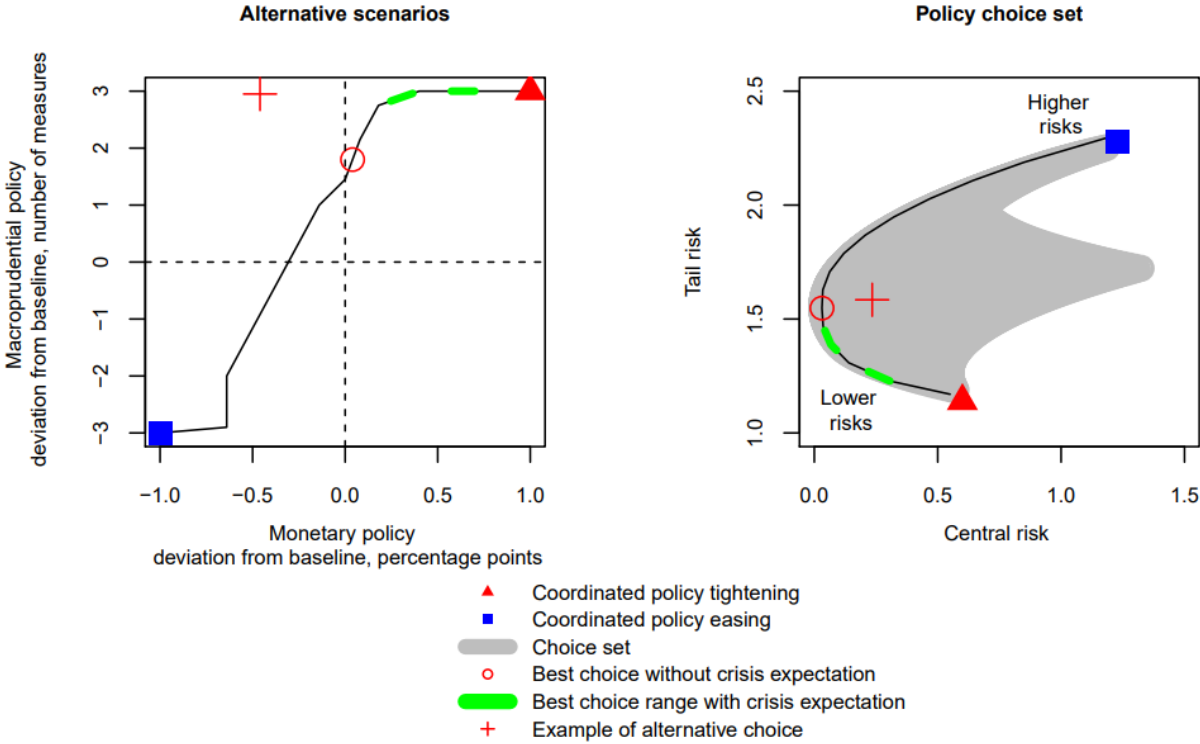 Alternative scenarios
Macroprudential policy
deviation from baseline, number of measures
3
2
1
0
−1
−2
−3
−1.0 −0.5 0.0 0.5 1.0
Monetary policy
deviation from baseline, percentage points
Policy choice set
Tail risk
2.5
2.0
1.5
1.0
Higher
risks
Lower
risks
0.0 0.5 1.0 1.5
Central risk
Coordinated policy tightening
Coordinated policy easing
Choice set
Best choice without crisis expectation
Best choice range with crisis expectation
Example of alternative choice